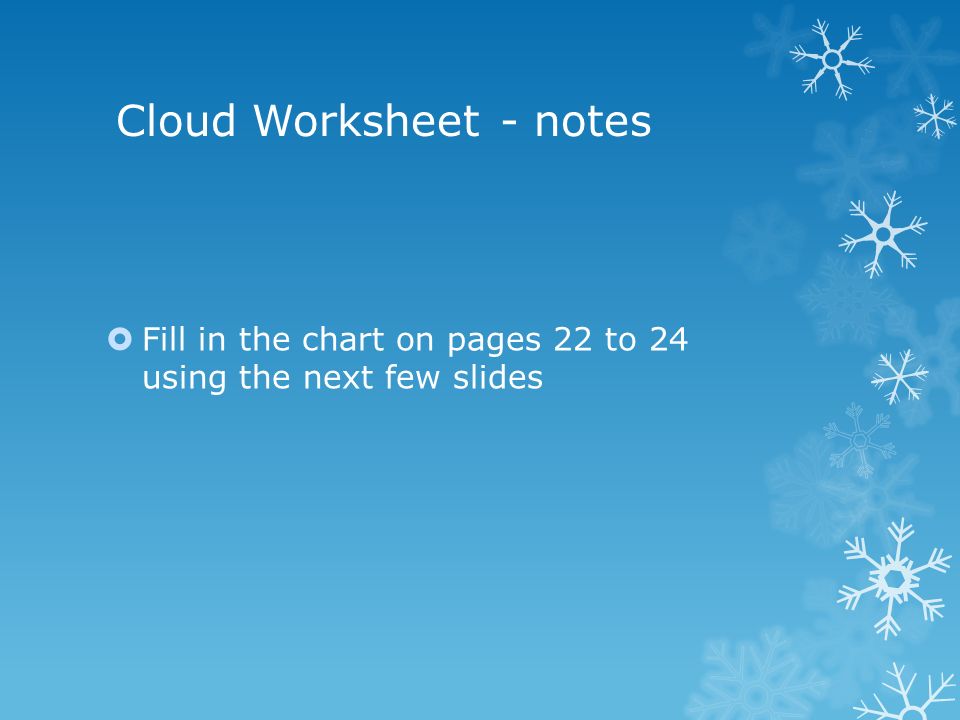 Cloud Worksheet - notes
Fill in the chart on pages 22 to 24
using the next few slides